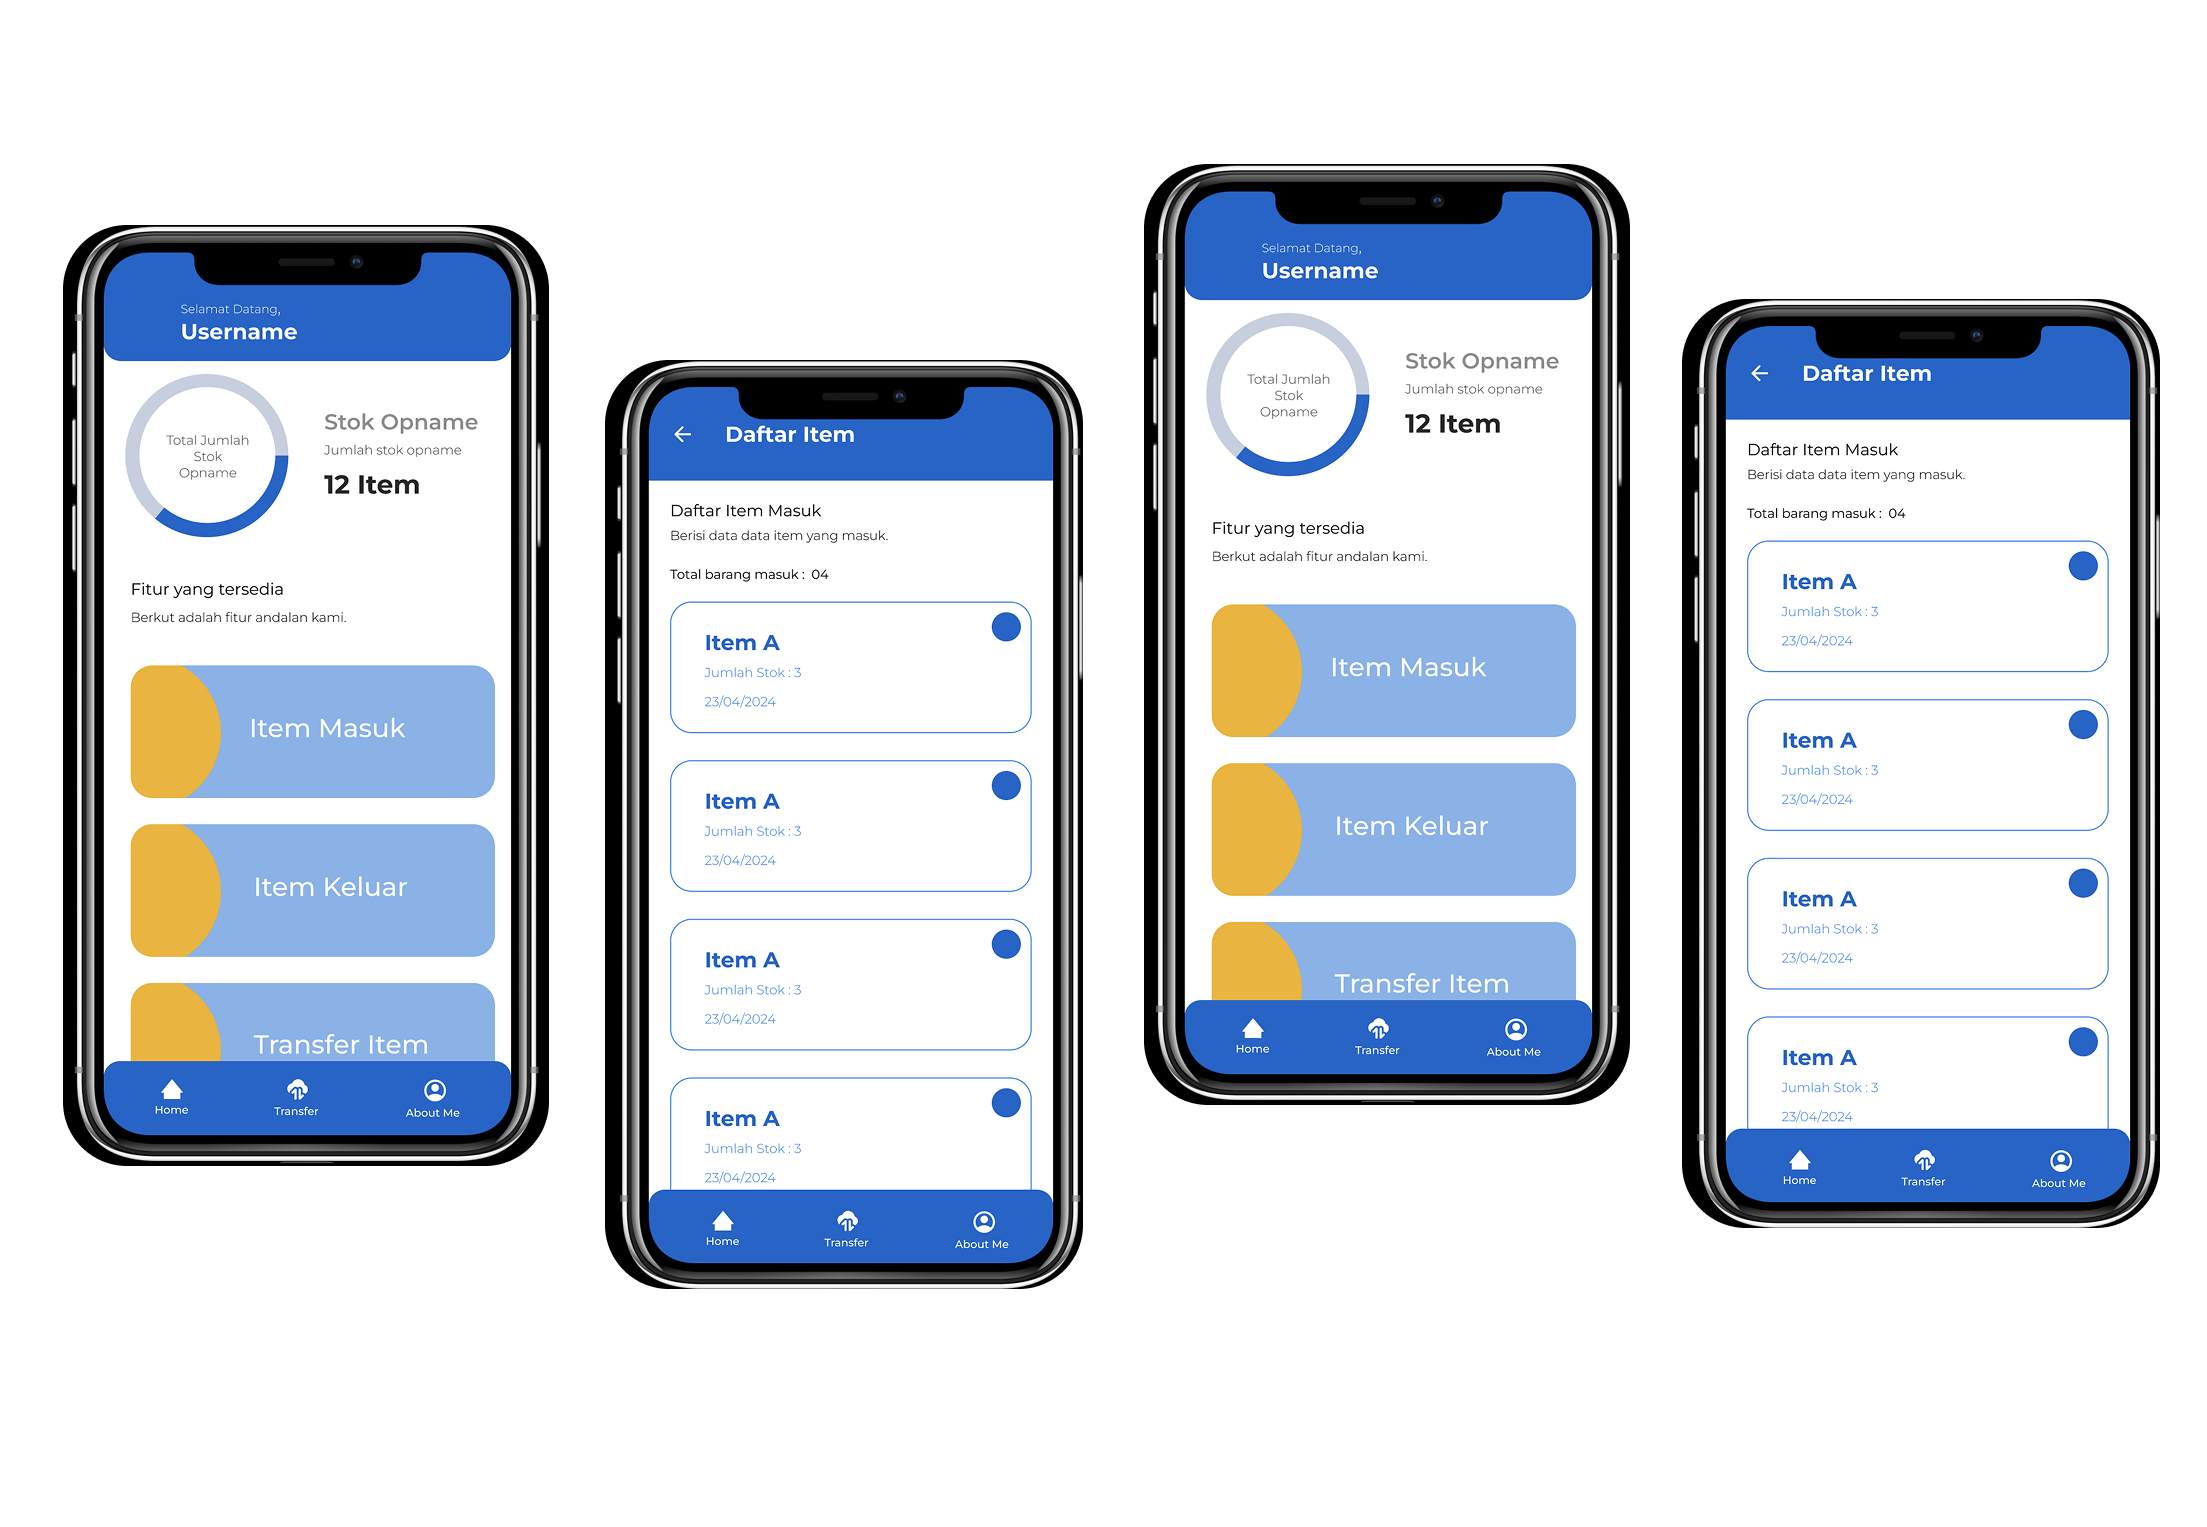 Selamat Datang,
Username
Total Jumlah
Stok
Opname
Stok Opname
Jumlah stok opname
12 Item
Fitur yang tersedia
Berkut adalah fitur andalan kami.
Item Masuk
Item Keluar
Transfer Item
Home
Transfer
About Me
Daftar Item
Daftar Item Masuk
Berisi data data item yang masuk.
Total barang masuk : 04
Item A
Jumlah Stok : 3
23/04/2024
Item A
Jumlah Stok : 3
23/04/2024
Item A
Jumlah Stok : 3
23/04/2024
Item A
Jumlah Stok : 3
23/04/2024
Home
Transfer
About Me
Selamat Datang,
Username
Total Jumlah
Stok
Opname
Stok Opname
Jumlah stok opname
12 Item
Fitur yang tersedia
Berkut adalah fitur andalan kami.
Item Masuk
Item Keluar
Transfer Item
Home
Transfer
About Me
Daftar Item
Daftar Item Masuk
Berisi data data item yang masuk.
Total barang masuk : 04
Item A
Jumlah Stok : 3
23/04/2024
Item A
Jumlah Stok : 3
23/04/2024
Item A
Jumlah Stok : 3
23/04/2024
Item A
Jumlah Stok : 3
23/04/2024
Home
Transfer
About Me